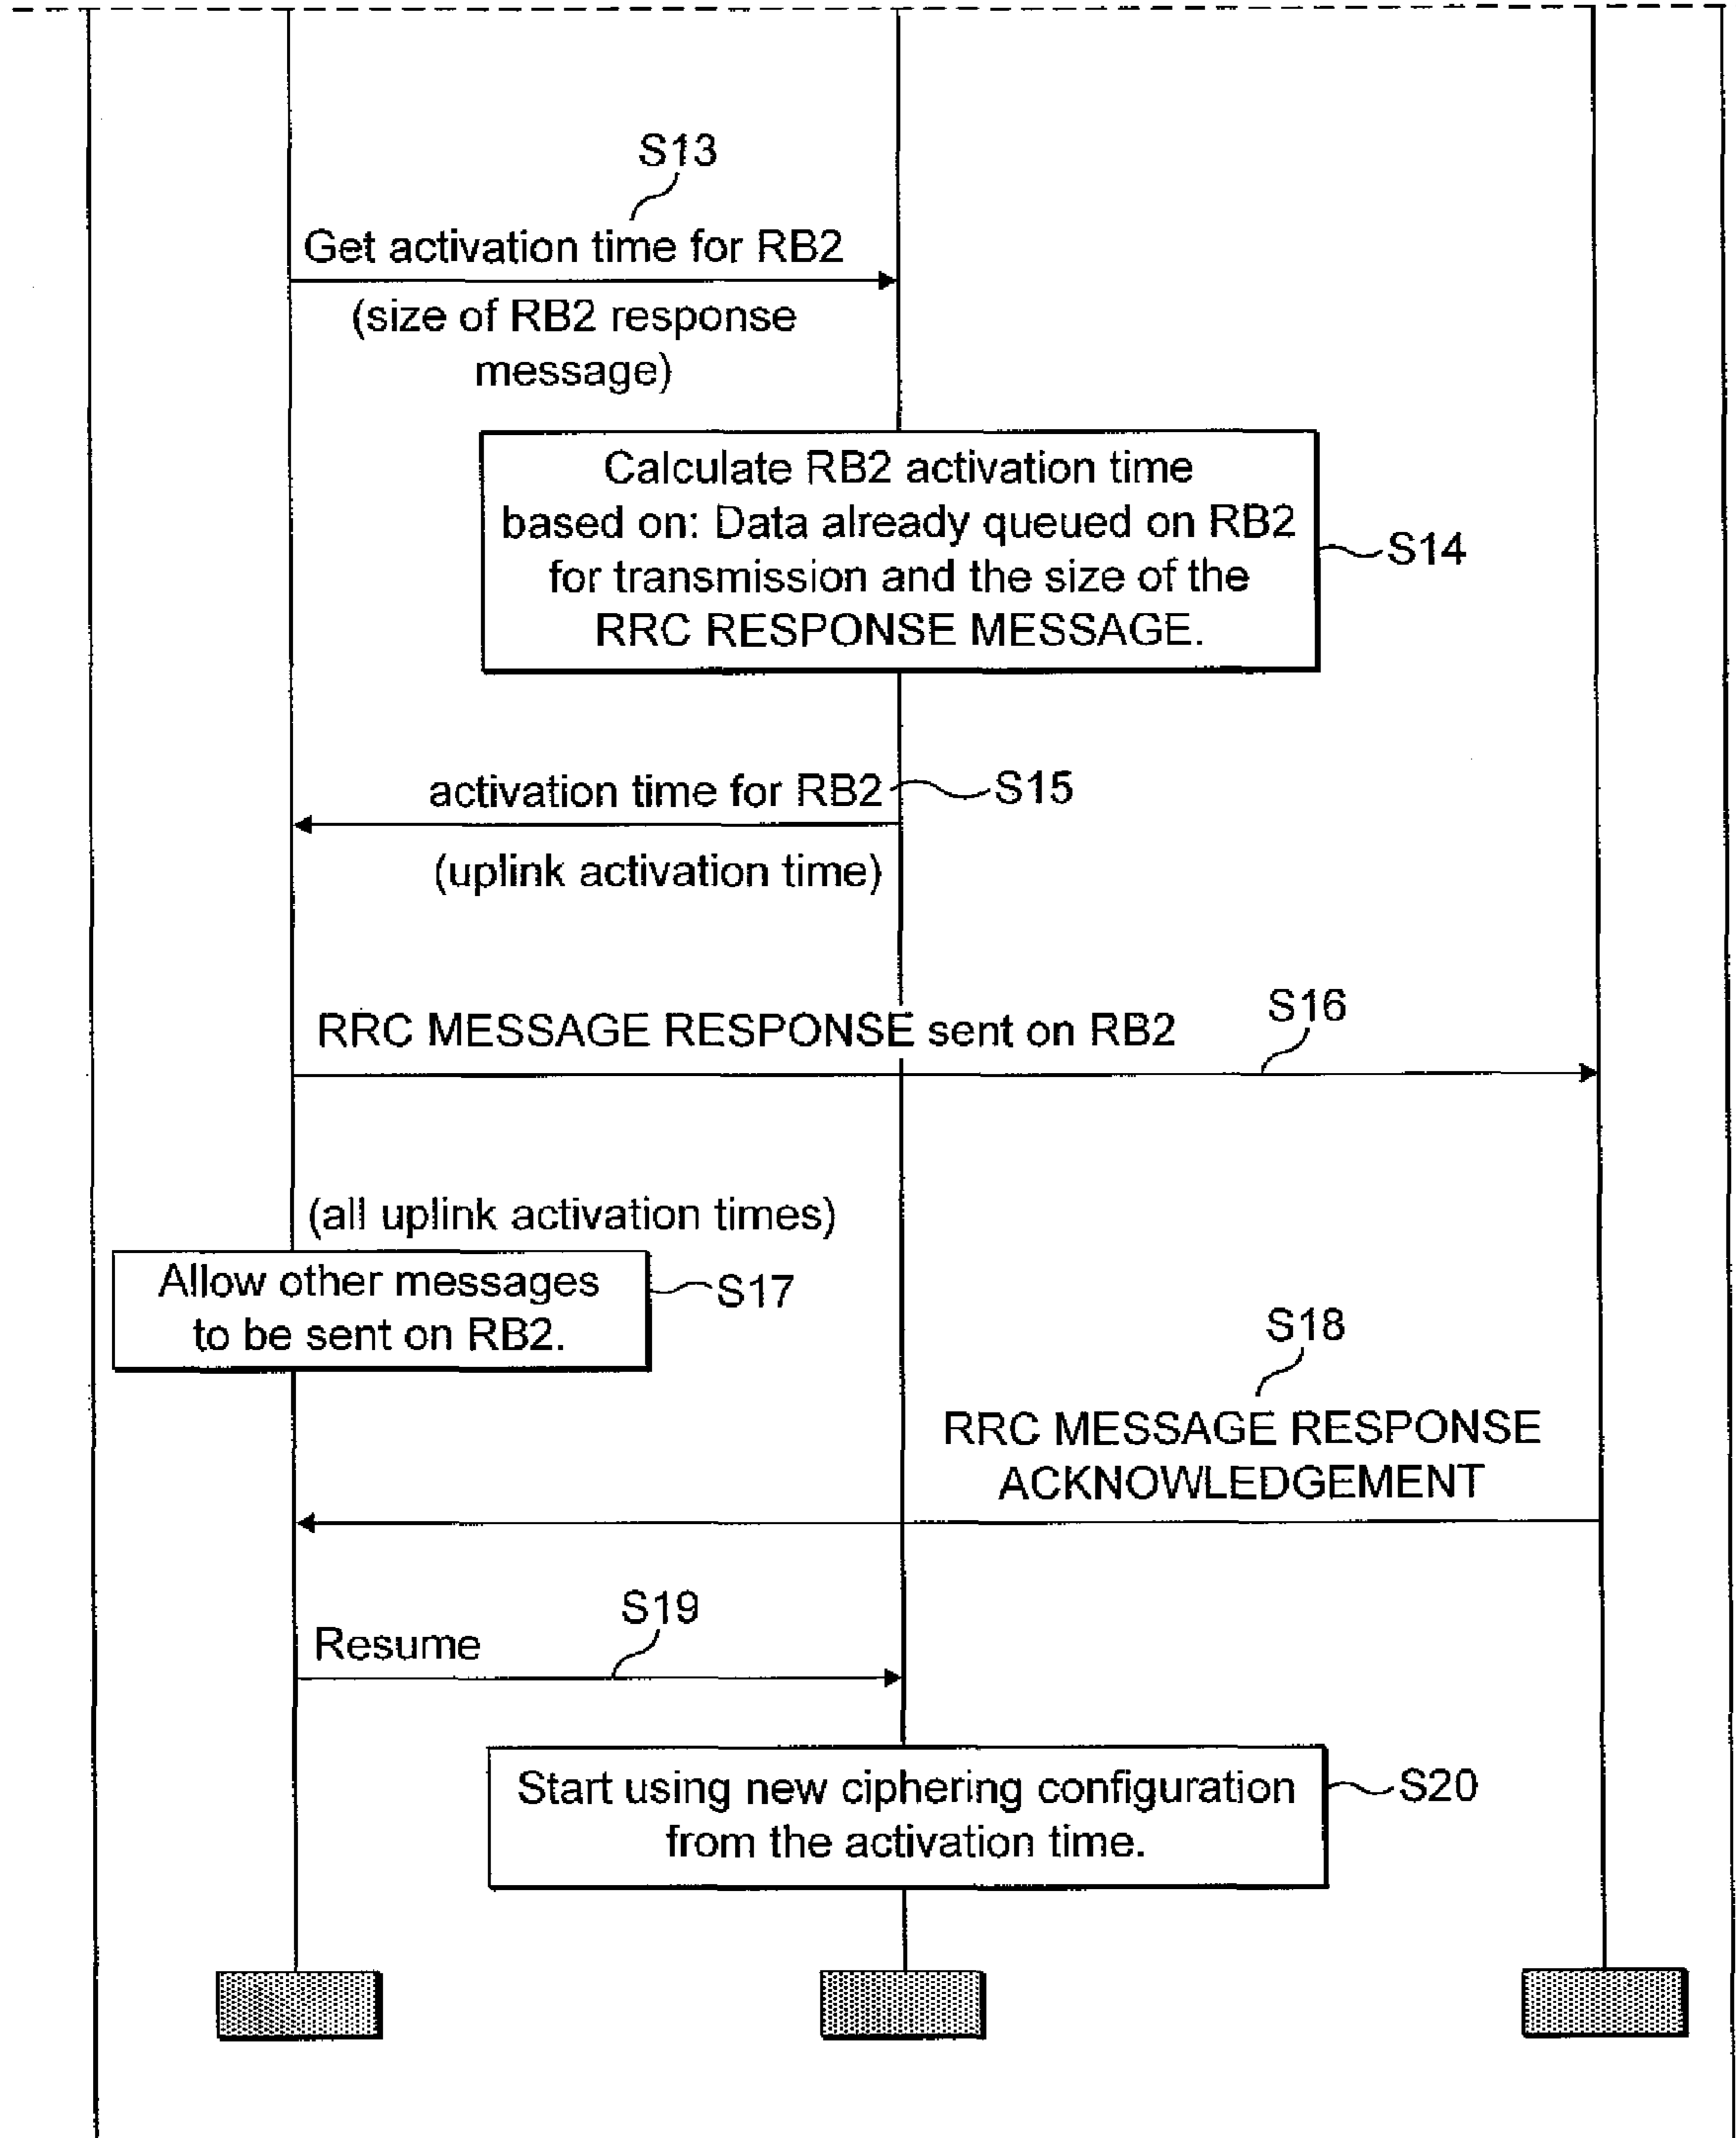 S13
Get activation time for RB2
(size of RB2 response
message)
Calculate RB2 activation time
based on: Data already queued on RB2
for transmission and the size of the
RRC RESPONSE MESSAGE.
S14
activation time for RB2
S15
(uplink activation time)
S16
RRC MESSAGE RESPONSE sent on RB2
(all uplink activation times)
Allow other messages
to be sent on RB2.
S17
S18
RRC MESSAGE RESPONSE
ACKNOWLEDGEMENT
S19
Resume
Start using new ciphering configuration
from the activation time.
S20